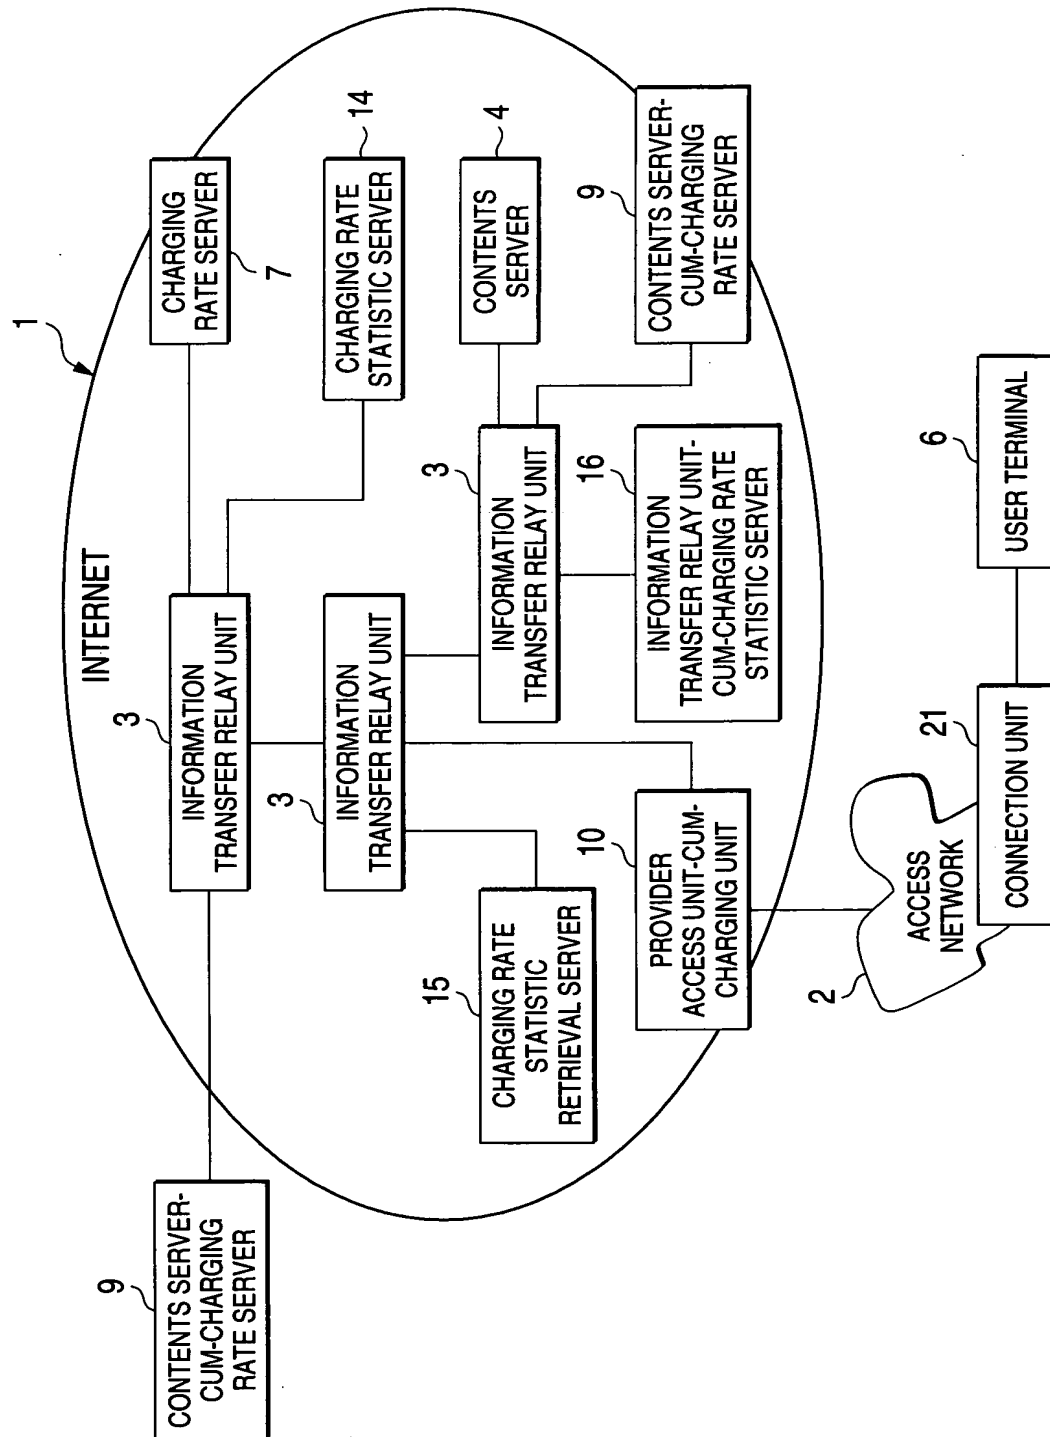 1
INTERNET
9
CONTENTS SERVER-
CUM-CHARGING
RATE SERVER
3
INFORMATION
TRANSFER RELAY UNIT
CHARGING
RATE SERVER
7
3
INFORMATION
TRANSFER RELAY UNIT
CHARGING RATE
STATISTIC SERVER
14
15
CHARGING RATE
STATISTIC
RETRIEVAL SERVER
3
INFORMATION
TRANSFER RELAY UNIT
CONTENTS
SERVER
4
10
PROVIDER
ACCESS UNIT-CUM-
CHARGING UNIT
16
INFORMATION
TRANSFER RELAY UNIT-
CUM-CHARGING RATE
STATISTIC SERVER
9
CONTENTS SERVER-
CUM-CHARGING
RATE SERVER
2
ACCESS
NETWORK
21
CONNECTION UNIT
6
USER TERMINAL